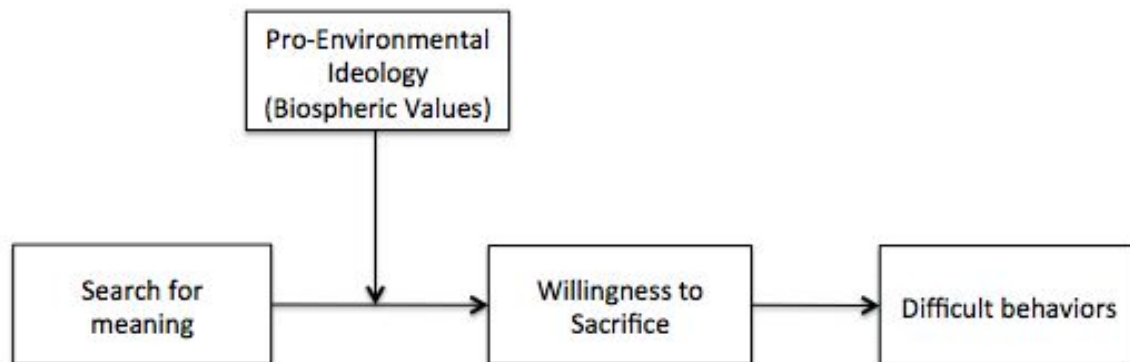 Pro-Environmental
Ideology
(Biospheric Values)
Search for
meaning
Willingness to
Sacrifice
Difficult behaviors